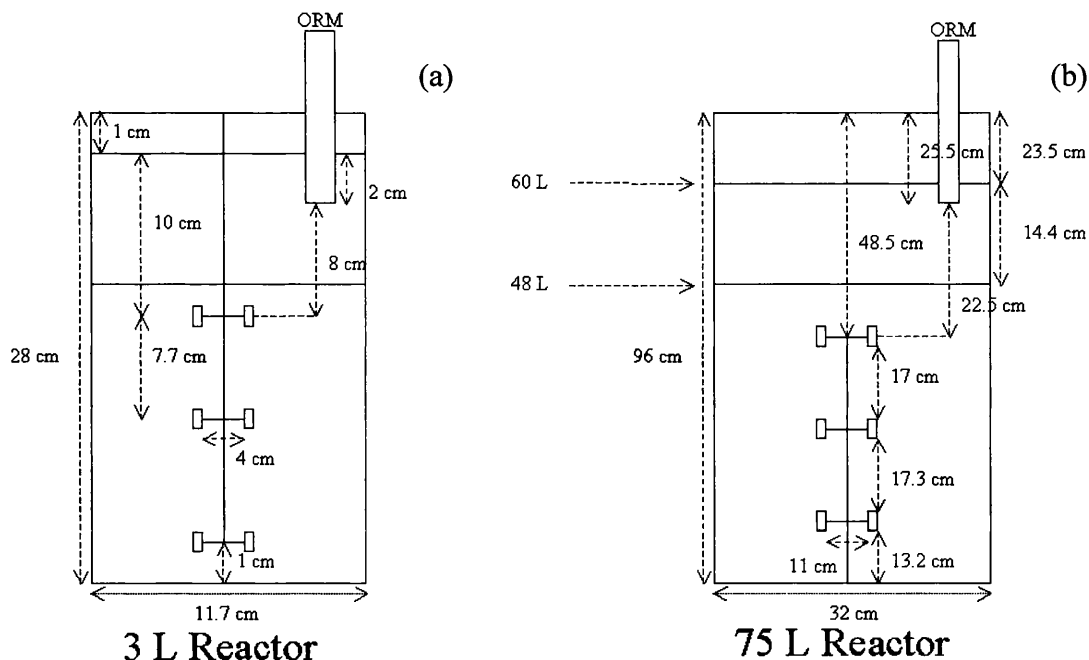 ORM
(a)
1 cm
2 cm
10 cm
8 cm
28 cm
7.7 cm
4 cm
1 cm
11.7 cm
3 L Reactor
ORM
(b)
25.5 cm
23.5 cm
60 L
48.5 cm
14.4 cm
48 L
22.5 cm
96 cm
17 cm
17.3 cm
11 cm
13.2 cm
32 cm
75 L Reactor